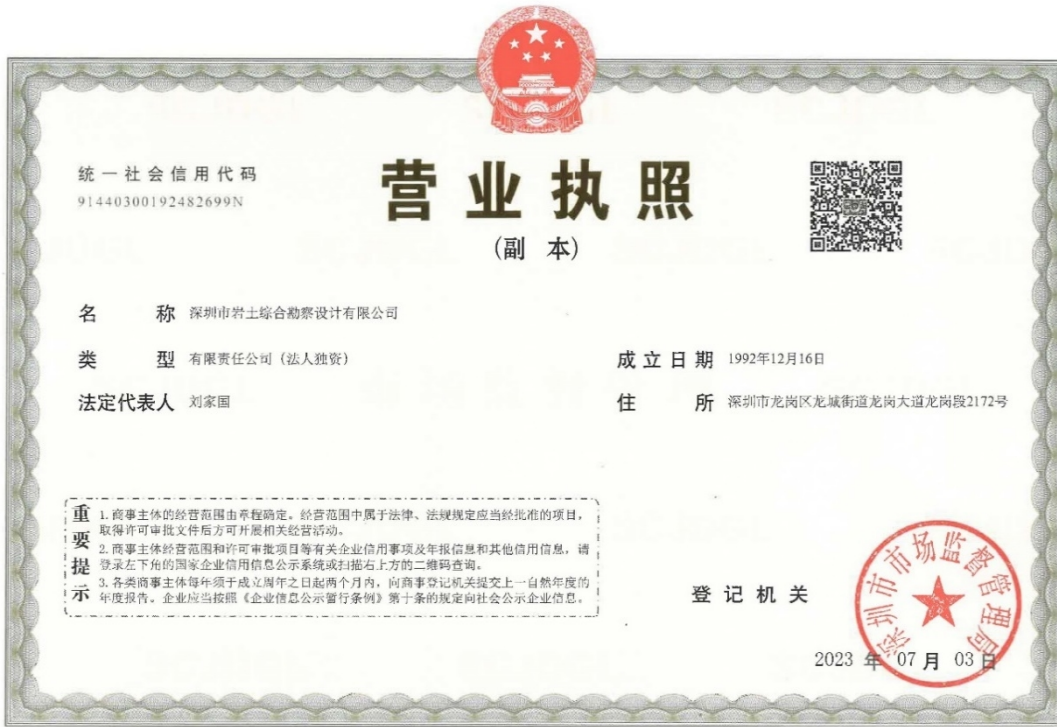 统一社会信用代码
91440300192482699N
营业执照
(副 本)
名 称 深圳市岩土综合勘察设计有限公司
类 型 有限责任公司（法人独资）
成立日期 1992年12月16日
法定代表人 刘家国
住 所 深圳市龙岗区龙城街道龙岗大道龙岗段2172号
重要提示
1. 商事主体的经营范围由章程确定。经营范围中属于法律、法规规定应当经批准的项目，
取得许可审批文件后方可开展相关经营活动。
2. 商事主体经营范围和许可审批项目等有关企业信用事项及年报信息和其他信用信息，请
登录左下角的国家企业信用信息公示系统或扫描右上方的二维码查询。
3. 各类商事主体每年须于成立周年之日起两个月内，向商事登记机关提交上一自然年度的
年度报告。企业应当按照《企业信息公示暂行条例》第十条的规定向社会公示企业信息。
登记机关
深圳市市场监督管理局
2023 年 07 月 03 日